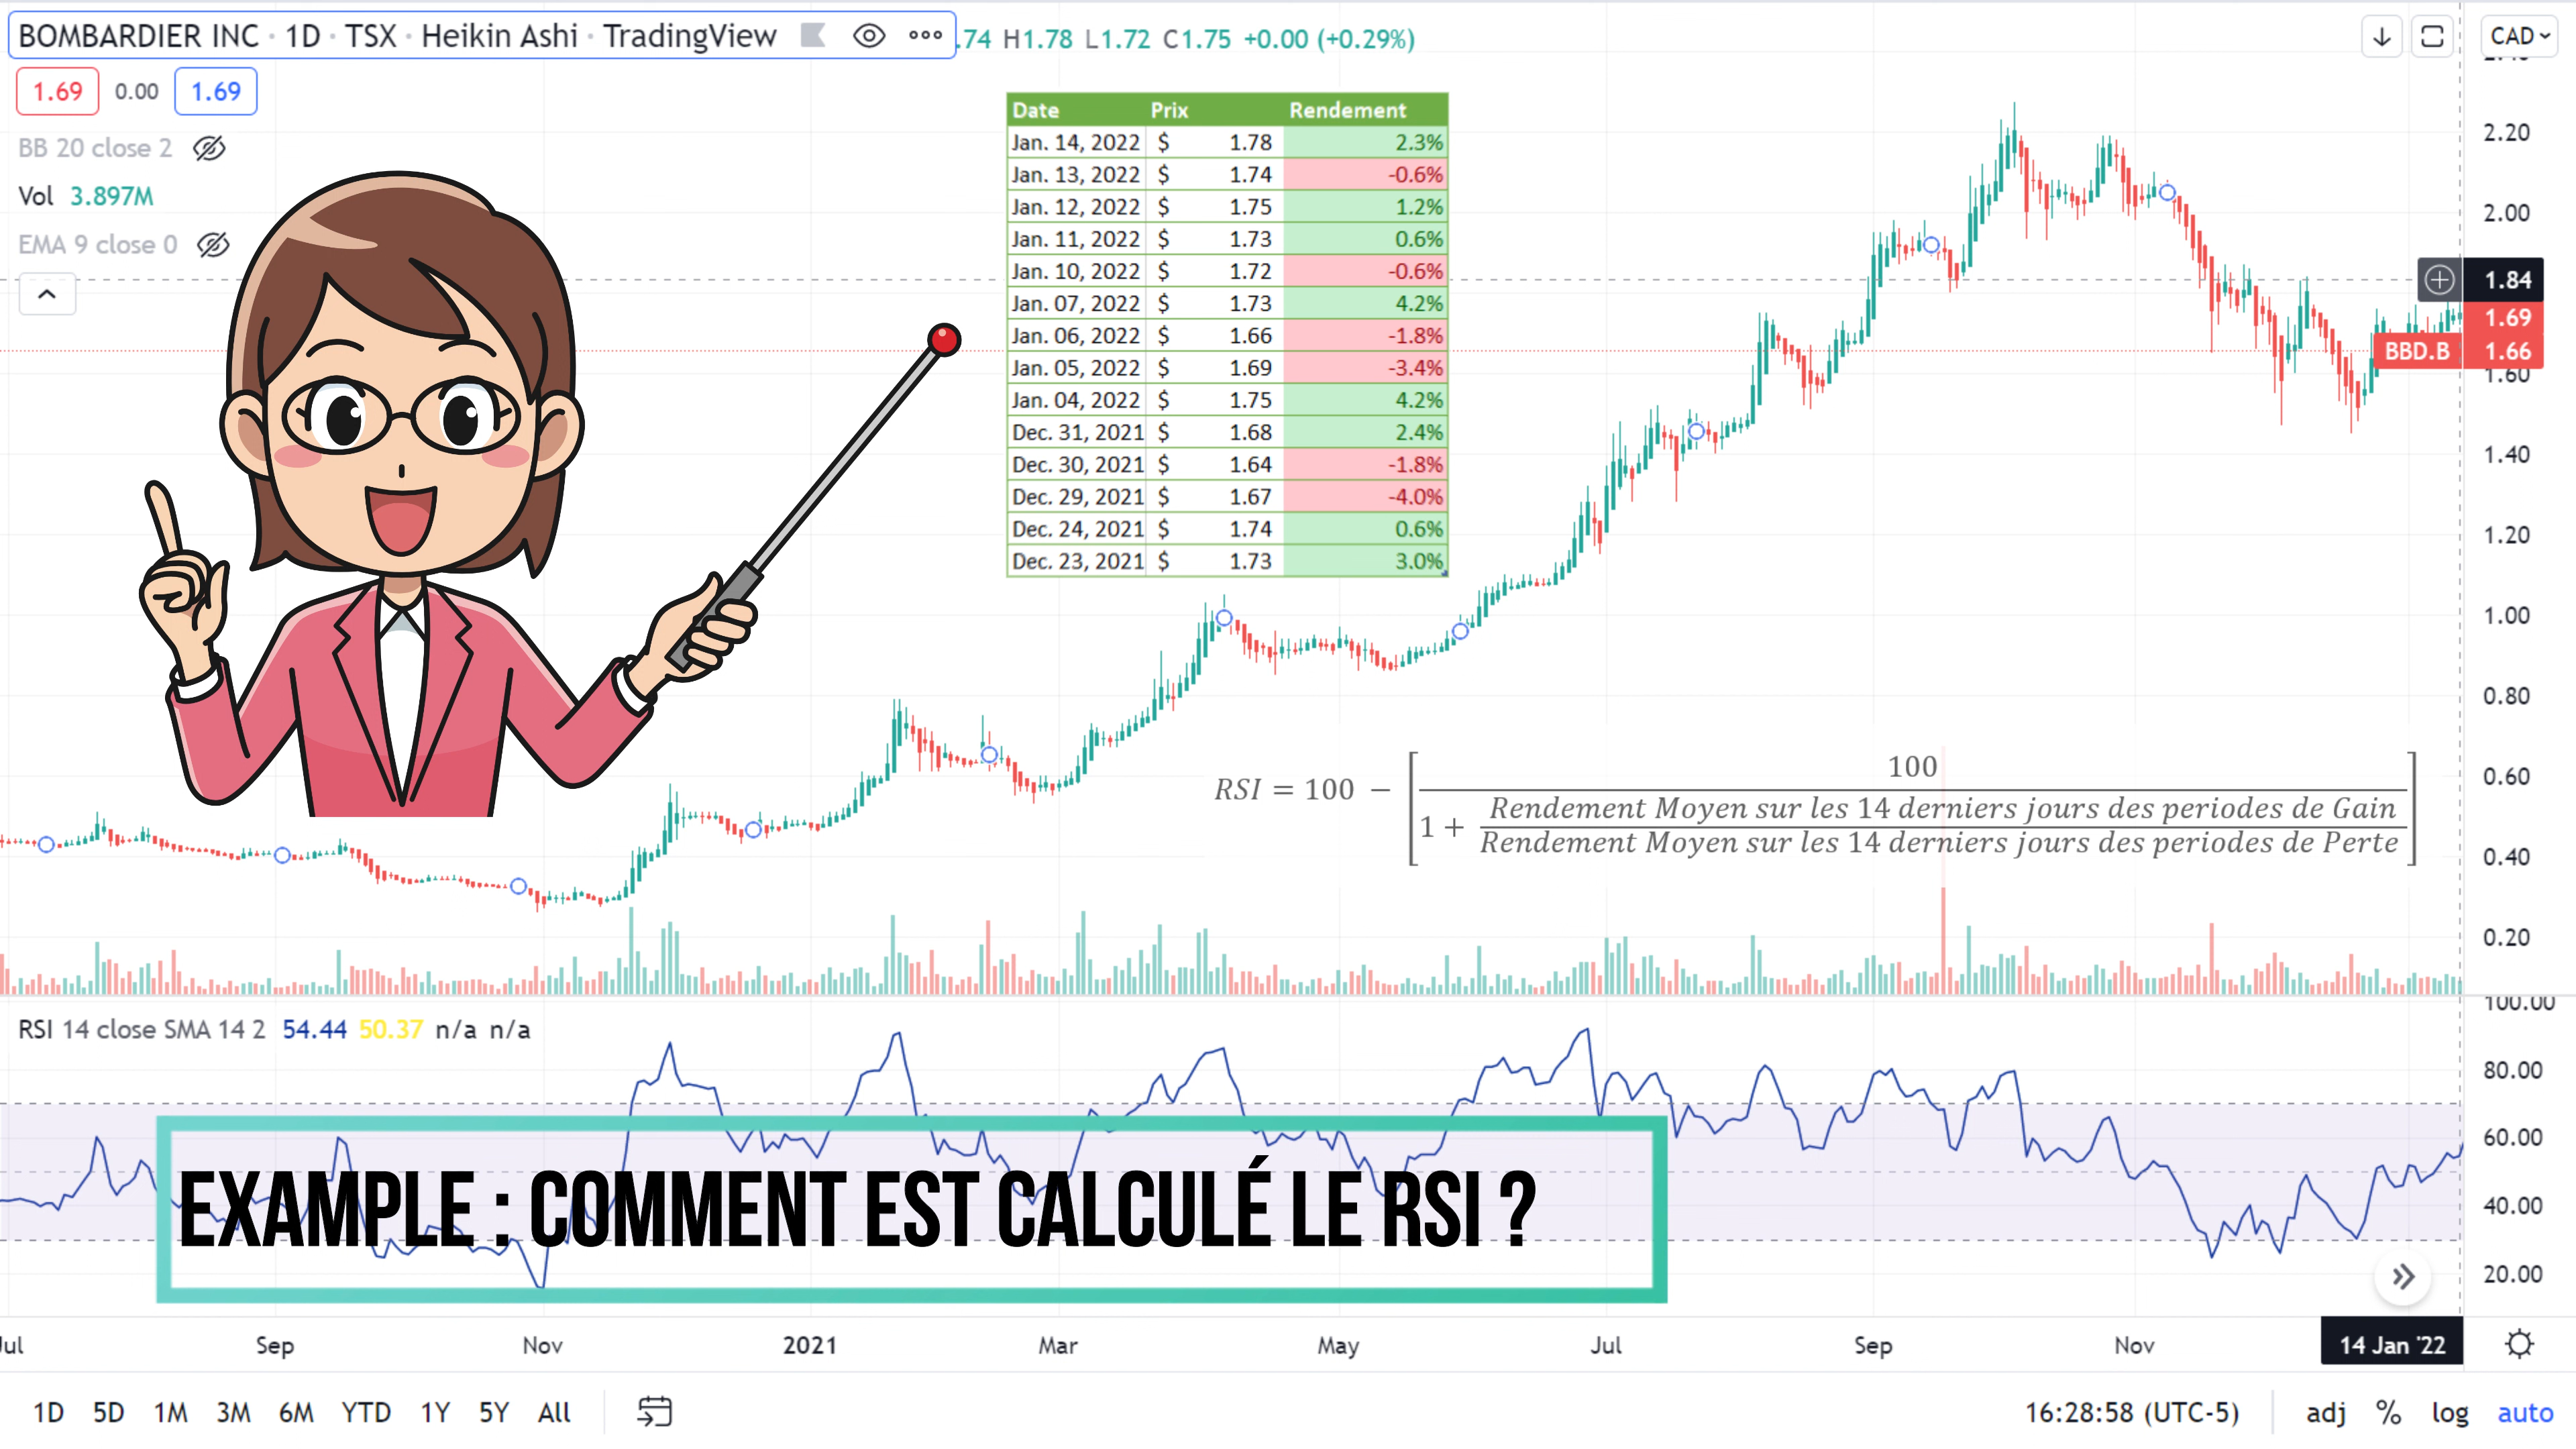 BOMBARDIER INC · 1D · TSX · Heikin Ashi · TradingView .74 H1.78 L1.72 C1.75 +0.00 (+0.29%)
CAD
1.69 0.00 1.69
BB 20 close 2
Vol 3.897M
EMA 9 close 0
Date Prix Rendement
Jan. 14, 2022 $ 1.78 2.3%
Jan. 13, 2022 $ 1.74 -0.6%
Jan. 12, 2022 $ 1.75 1.2%
Jan. 11, 2022 $ 1.73 0.6%
Jan. 10, 2022 $ 1.72 -0.6%
Jan. 07, 2022 $ 1.73 4.2%
Jan. 06, 2022 $ 1.66 -1.8%
Jan. 05, 2022 $ 1.69 -3.4%
Jan. 04, 2022 $ 1.75 4.2%
Dec. 31, 2021 $ 1.68 2.4%
Dec. 30, 2021 $ 1.64 -1.8%
Dec. 29, 2021 $ 1.67 -4.0%
Dec. 24, 2021 $ 1.74 0.6%
Dec. 23, 2021 $ 1.73 3.0%
2.20
2.00
1.84
1.69
BBD.B 1.66
1.60
1.40
1.20
1.00
0.80
0.60
0.40
0.20
RSI = 100 − [
100
1 +
Rendement Moyen sur les 14 derniers jours des periodes de Gain
Rendement Moyen sur les 14 derniers jours des periodes de Perte
]
RSI 14 close SMA 14 2 54.44 50.37 n/a n/a
100.00
80.00
60.00
40.00
20.00
EXAMPLE : COMMENT EST CALCULÉ LE RSI ?
Jul Sep Nov 2021 Mar May Jul Sep Nov 14 Jan '22
1D 5D 1M 3M 6M YTD 1Y 5Y All 16:28:58 (UTC-5) adj % log auto